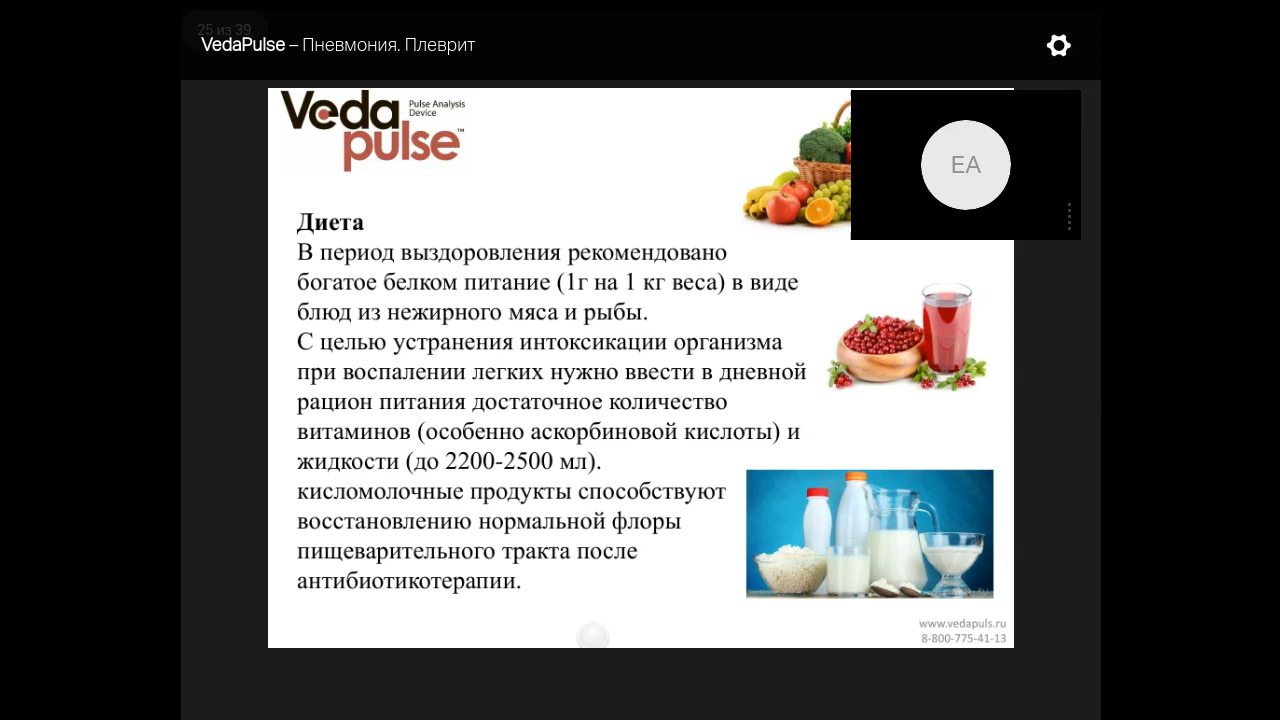 25 из 39
VedaPulse – Пневмония. Плеврит
Veda
pulse™
Pulse Analysis
Device
EA
Диета
В период выздоровления рекомендовано
богатое белком питание (1г на 1 кг веса) в виде
блюд из нежирного мяса и рыбы.
С целью устранения интоксикации организма
при воспалении легких нужно ввести в дневной
рацион питания достаточное количество
витаминов (особенно аскорбиновой кислоты) и
жидкости (до 2200-2500 мл).
кисломолочные продукты способствуют
восстановлению нормальной флоры
пищеварительного тракта после
антибиотикотерапии.
www.vedapuls.ru
8-800-775-41-13